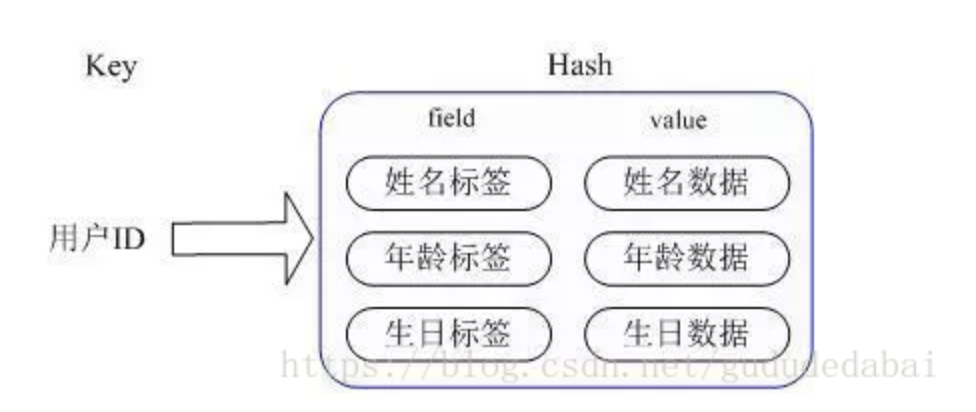 Key
Hash
field value
姓名标签 姓名数据
用户ID
年龄标签 年龄数据
生日标签 生日数据
https://blog.csdn.net/gududedabai